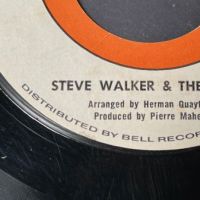 STEVE WALKER & THE
Arranged by Herman Quayl
Produced by Pierre Mahe
DISTRIBUTED BY BELL RECOR